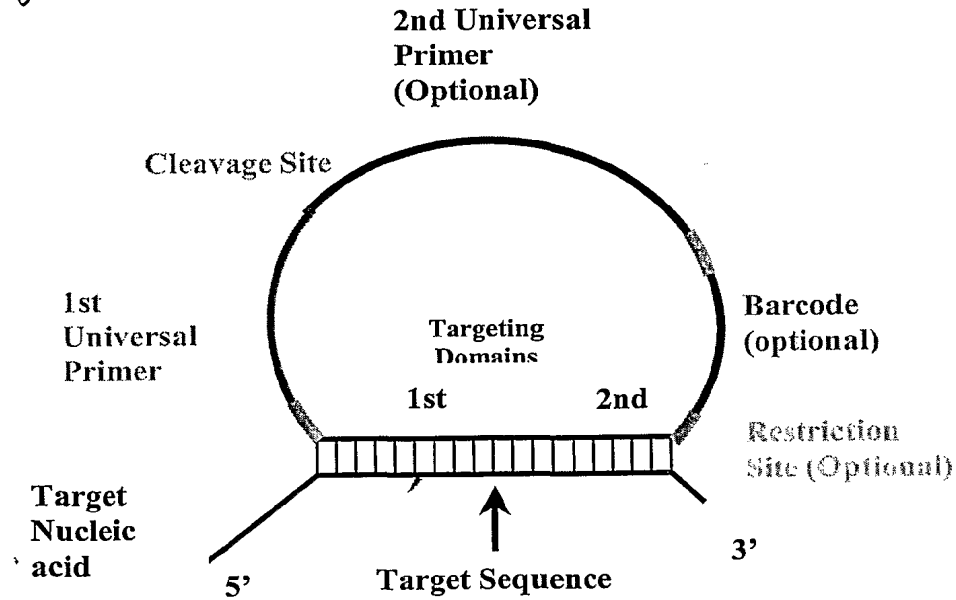 2nd Universal
Primer
(Optional)
Cleavage Site
1st
Universal
Primer
Targeting
Domains
Barcode
(optional)
1st
2nd
Restriction
Site (Optional)
Target
Nucleic
acid
5’
Target Sequence
3’